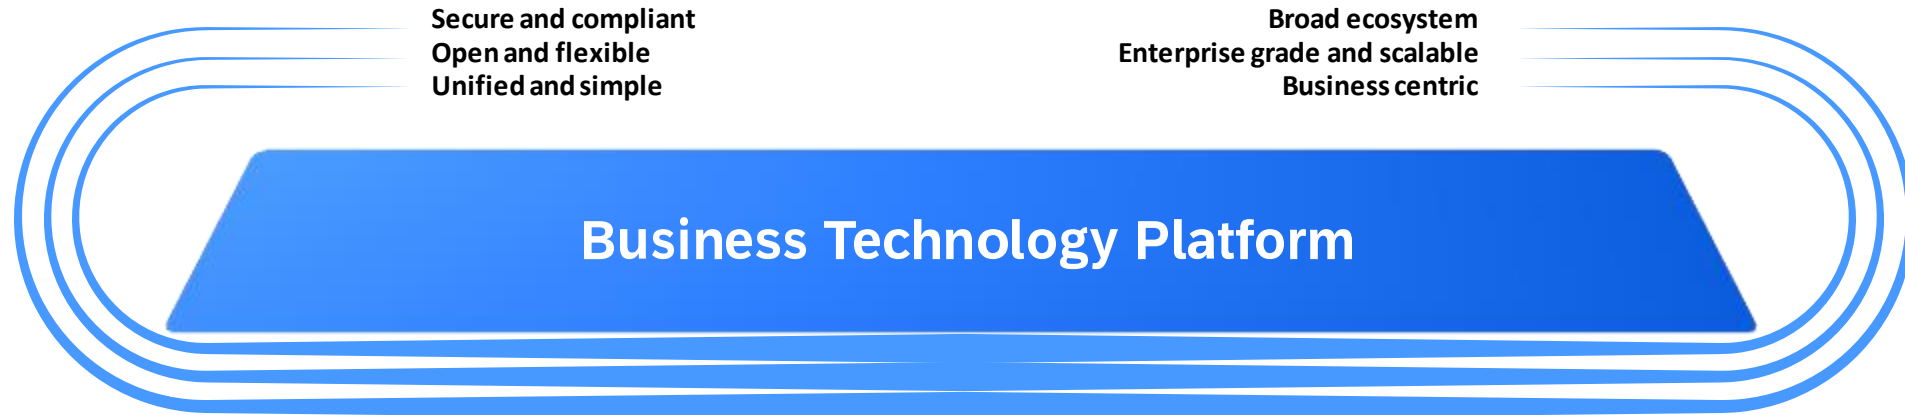 Secure and compliant
Open and flexible
Unified and simple
Broad ecosystem
Enterprise grade and scalable
Business centric
Business Technology Platform